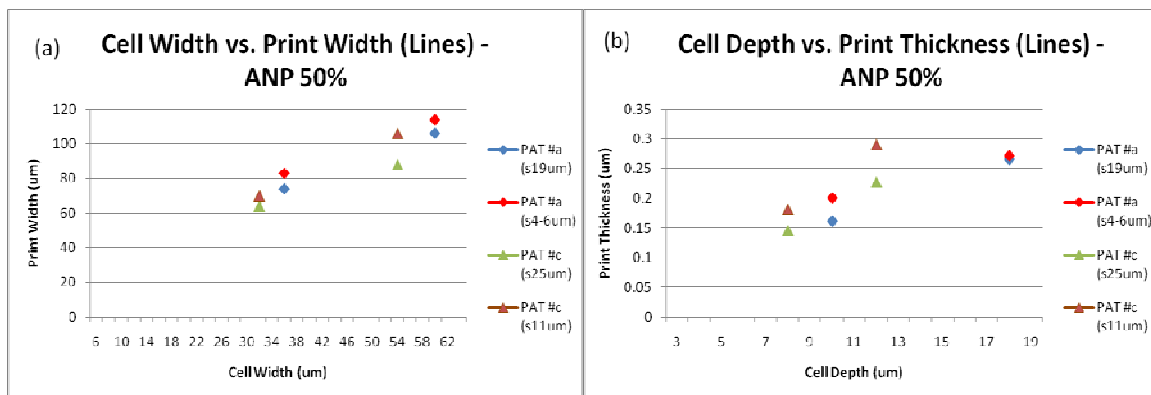 (a)
Cell Width vs. Print Width (Lines) -
ANP 50%
Print Width (um)
120
100
80
60
40
20
0
6 10 14 18 22 26 30 34 38 42 46 50 54 58 62
Cell Width (um)
PAT #a
(s19um)
PAT #a
(s4-6um)
PAT #c
(s25um)
PAT #c
(s11um)
(b)
Cell Depth vs. Print Thickness (Lines) -
ANP 50%
Print Thickness (um)
0.35
0.3
0.25
0.2
0.15
0.1
0.05
0
3 5 7 8 10 12 13 15 17 19
Cell Depth (um)
PAT #a
(s19um)
PAT #a
(s4-6um)
PAT #c
(s25um)
PAT #c
(s11um)